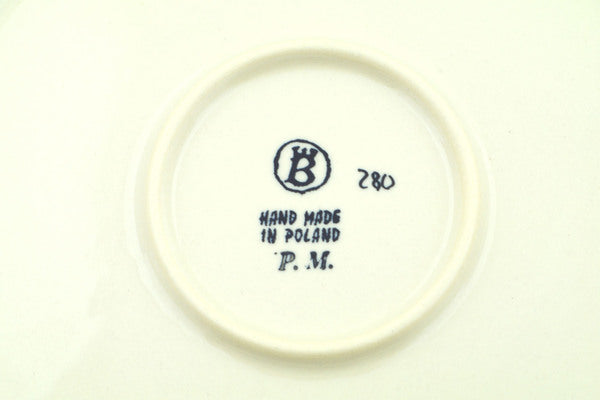 B
280
HAND MADE
IN POLAND
P. M.